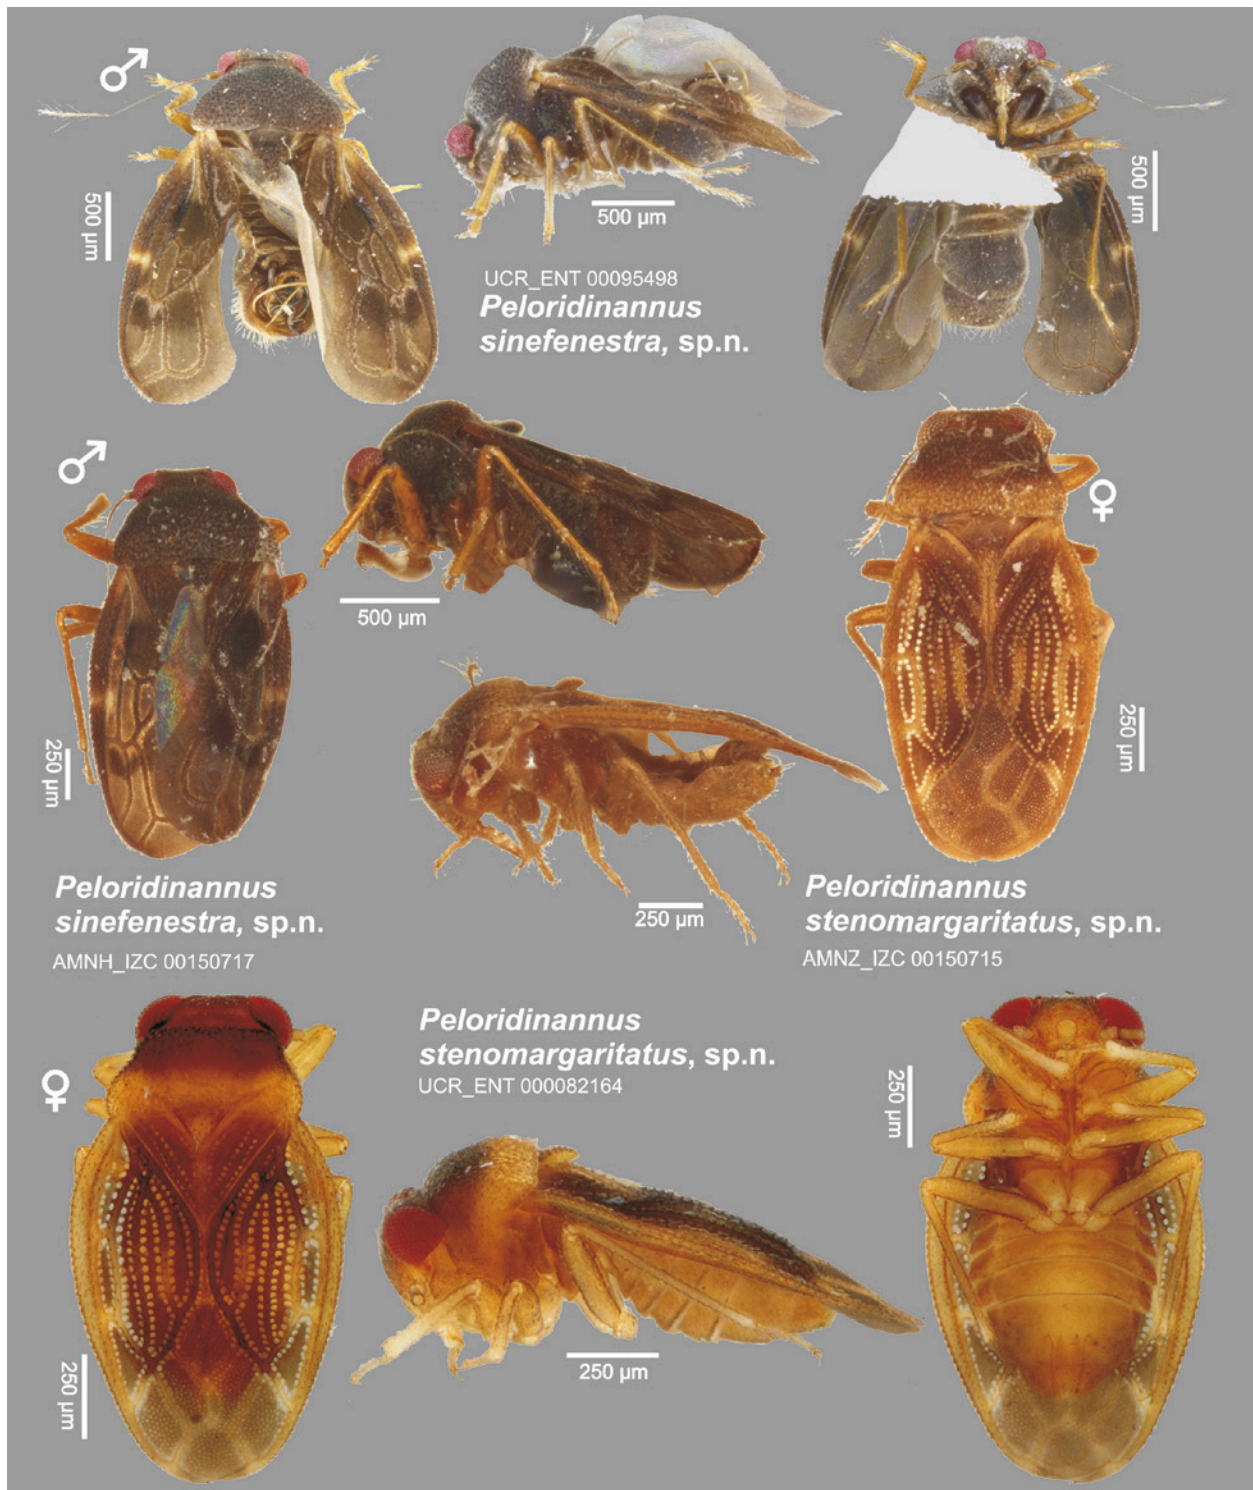 ♂
500 µm
500 µm
500 µm
UCR_ENT 00095498
Peloridinannus
sinefenestra, sp.n.
♂
♀
500 µm
250 µm
250 µm
250 µm
Peloridinannus
sinefenestra, sp.n.
AMNH_IZC 00150717
Peloridinannus
stenomargaritatus, sp.n.
AMNZ_IZC 00150715
Peloridinannus
stenomargaritatus, sp.n.
UCR_ENT 000082164
♀
250 µm
250 µm
250 µm